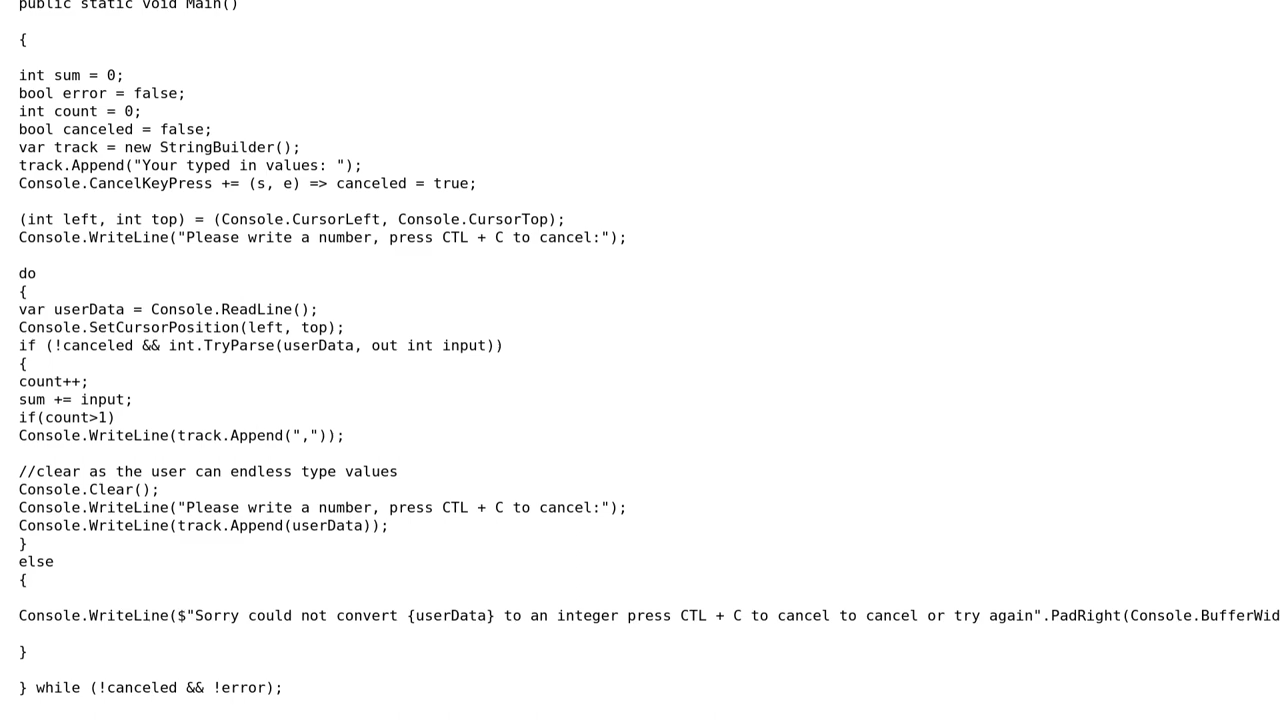 public static void Main()
{
int sum = 0;
bool error = false;
int count = 0;
bool canceled = false;
var track = new StringBuilder();
track.Append("Your typed in values: ");
Console.CancelKeyPress += (s, e) => canceled = true;
(int left, int top) = (Console.CursorLeft, Console.CursorTop);
Console.WriteLine("Please write a number, press CTL + C to cancel:");
do
{
var userData = Console.ReadLine();
Console.SetCursorPosition(left, top);
if (!canceled && int.TryParse(userData, out int input))
{
count++;
sum += input;
if(count>1)
Console.WriteLine(track.Append(","));
//clear as the user can endless type values
Console.Clear();
Console.WriteLine("Please write a number, press CTL + C to cancel:");
Console.WriteLine(track.Append(userData));
}
else
{
Console.WriteLine($"Sorry could not convert {userData} to an integer press CTL + C to cancel to cancel or try again".PadRight(Console.BufferWid
}
} while (!canceled && !error);